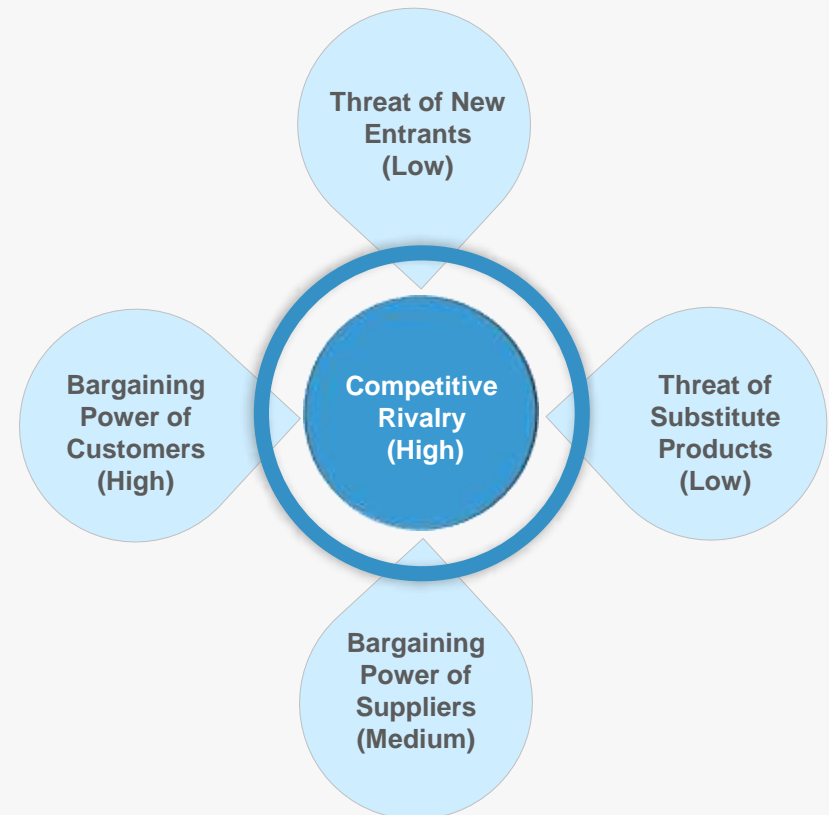 Threat of New
Entrants
(Low)
Bargaining
Power of
Customers
(High)
Competitive
Rivalry
(High)
Threat of
Substitute
Products
(Low)
Bargaining
Power of
Suppliers
(Medium)